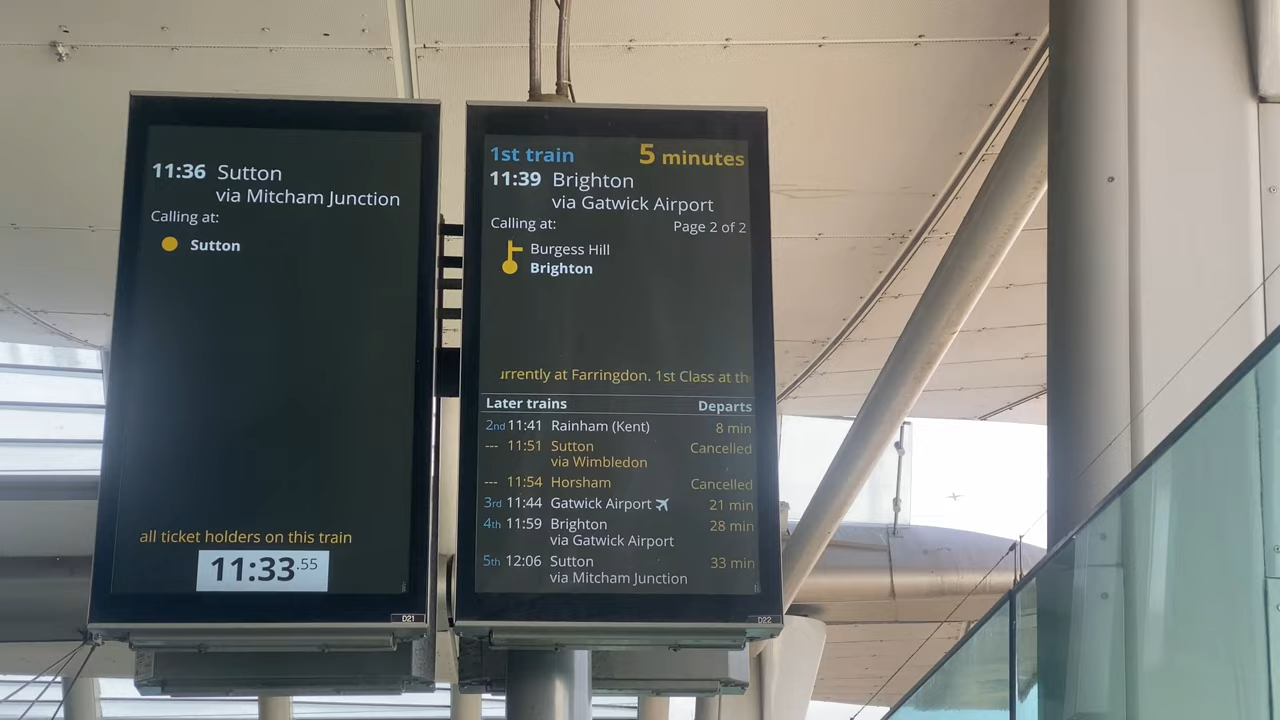 11:36 Sutton
via Mitcham Junction
Calling at:
Sutton
all ticket holders on this train
11:33.55
D21
1st train 5 minutes
11:39 Brighton
via Gatwick Airport
Calling at: Page 2 of 2
Burgess Hill
Brighton
urrently at Farringdon. 1st Class at th
Later trains Departs
2nd 11:41 Rainham (Kent) 8 min
--- 11:51 Sutton Cancelled
via Wimbledon
--- 11:54 Horsham Cancelled
3rd 11:44 Gatwick Airport 21 min
4th 11:59 Brighton 28 min
via Gatwick Airport
5th 12:06 Sutton 33 min
via Mitcham Junction
D22